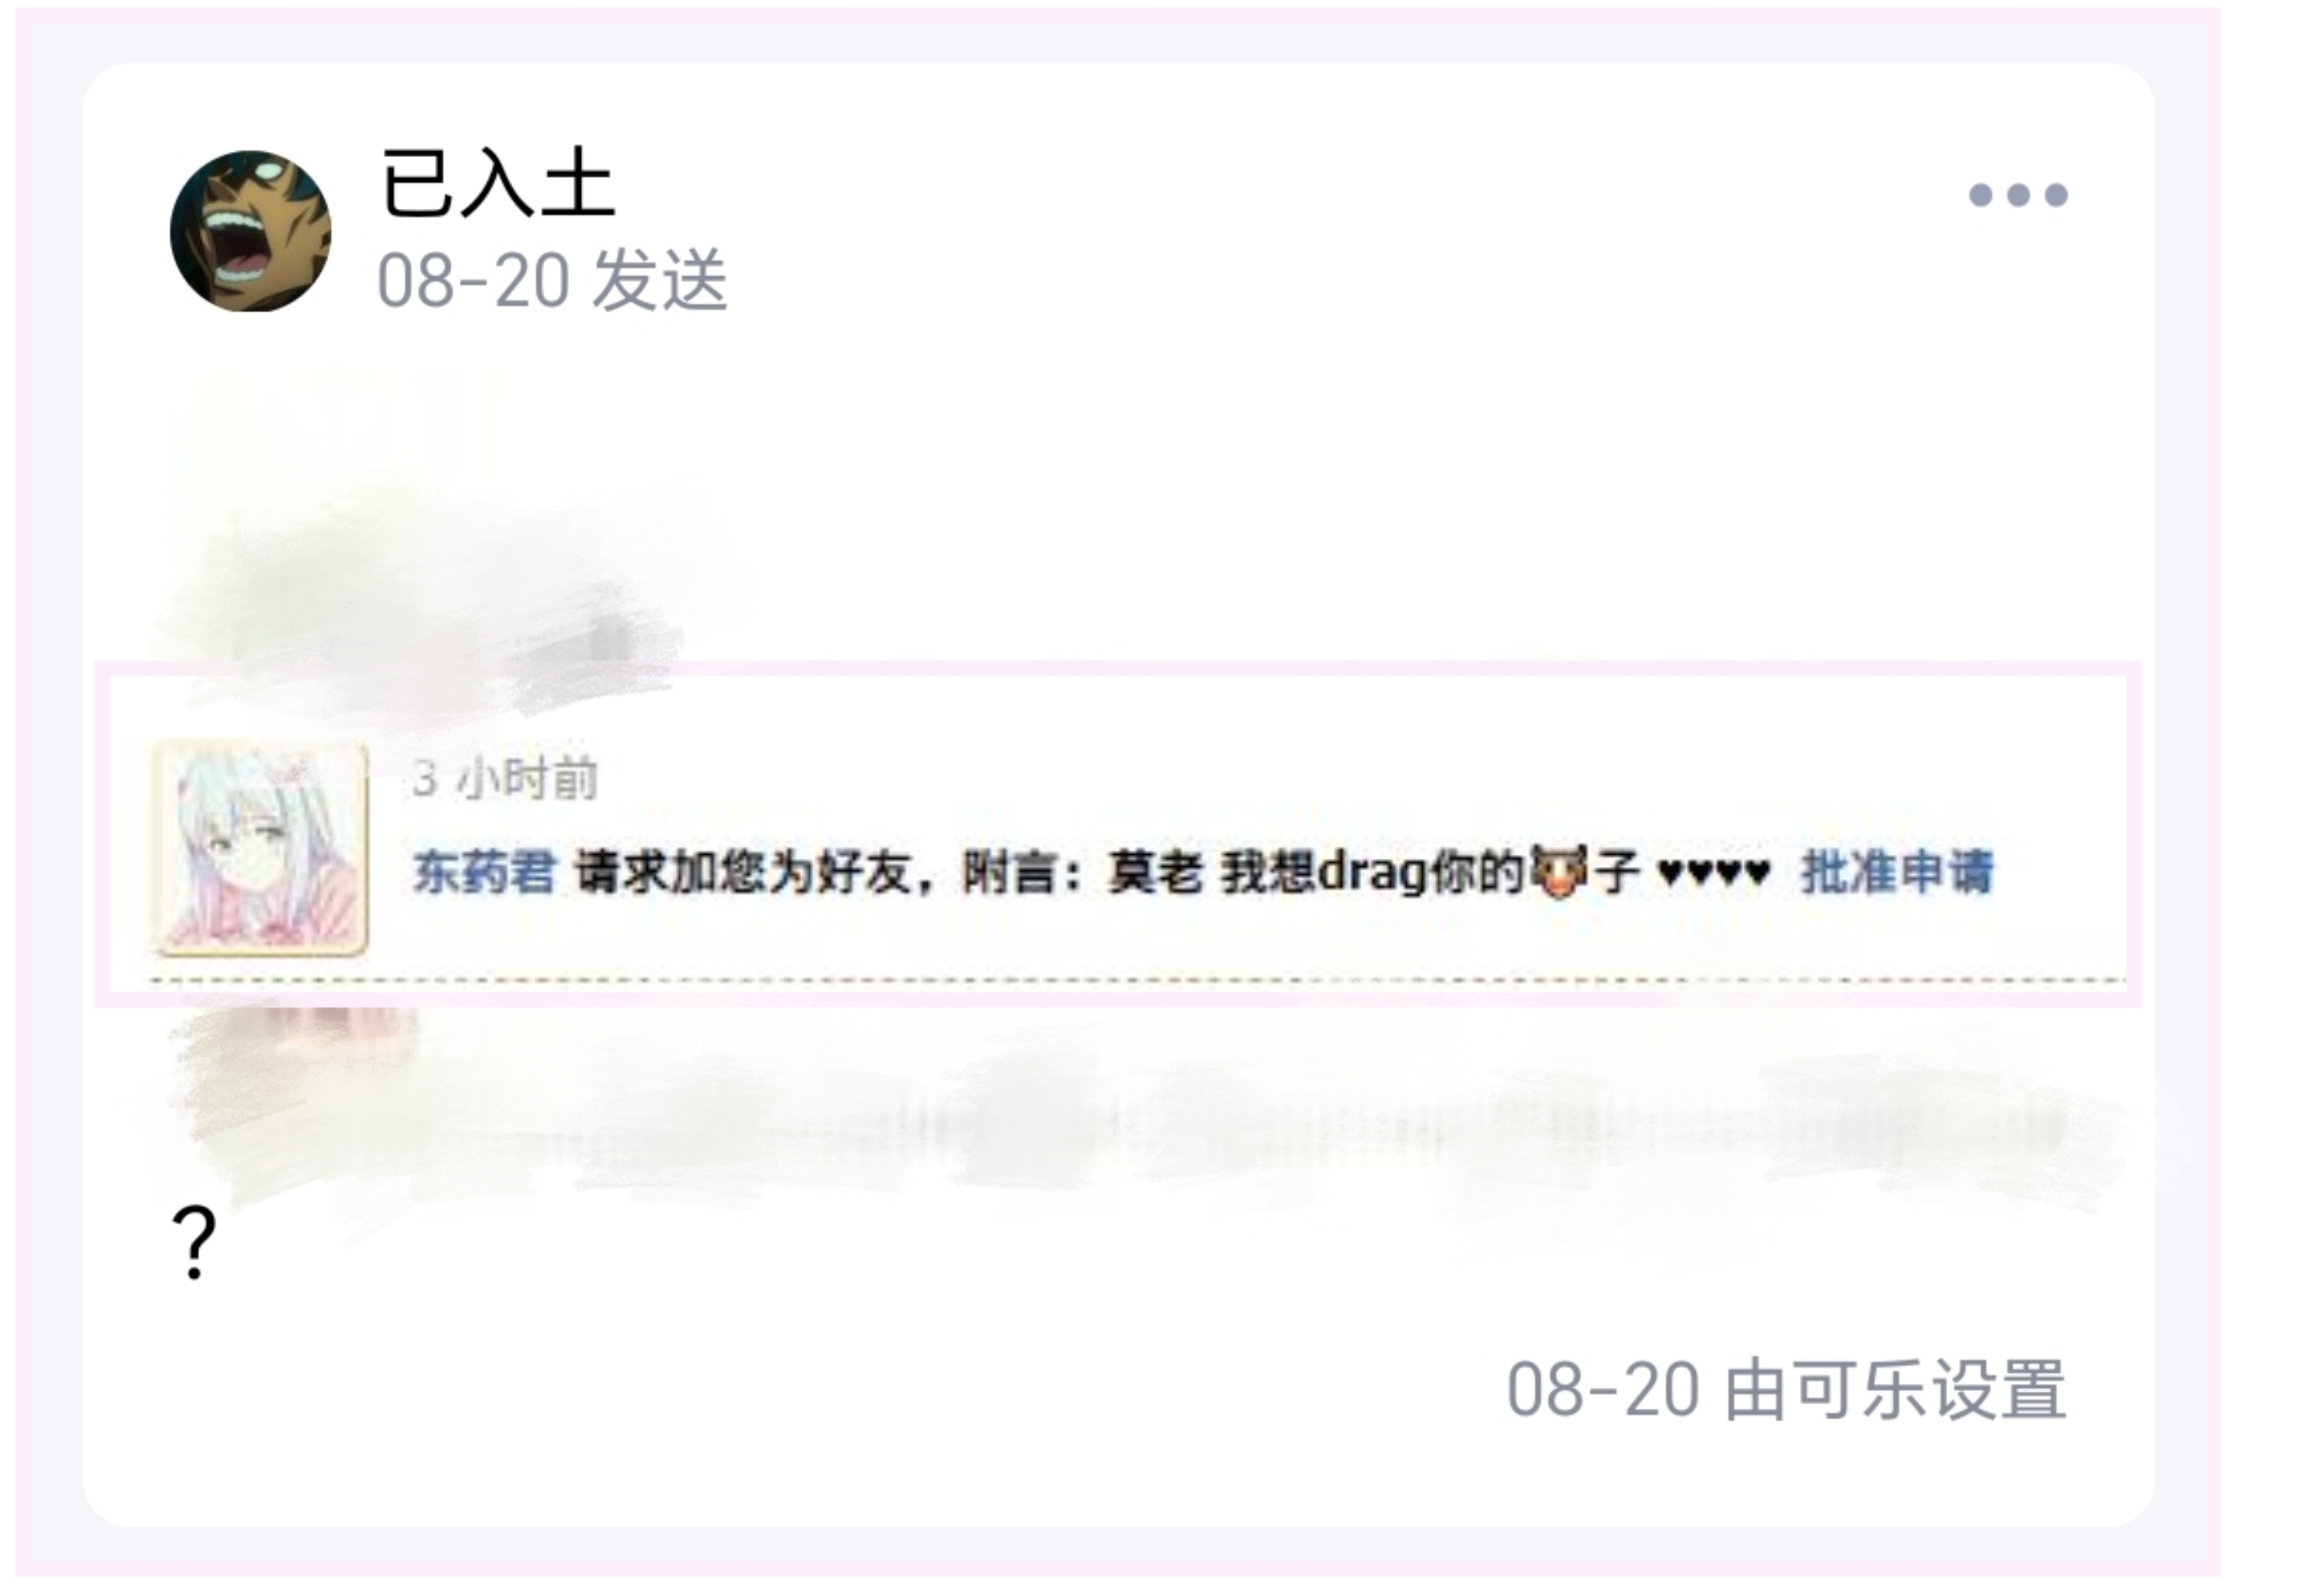 已入土
08-20 发送
3 小时前
东药君 请求加您为好友，附言：莫老 我想drag你的🐮子 ♥♥♥♥ 批准申请
?
08-20 由可乐设置